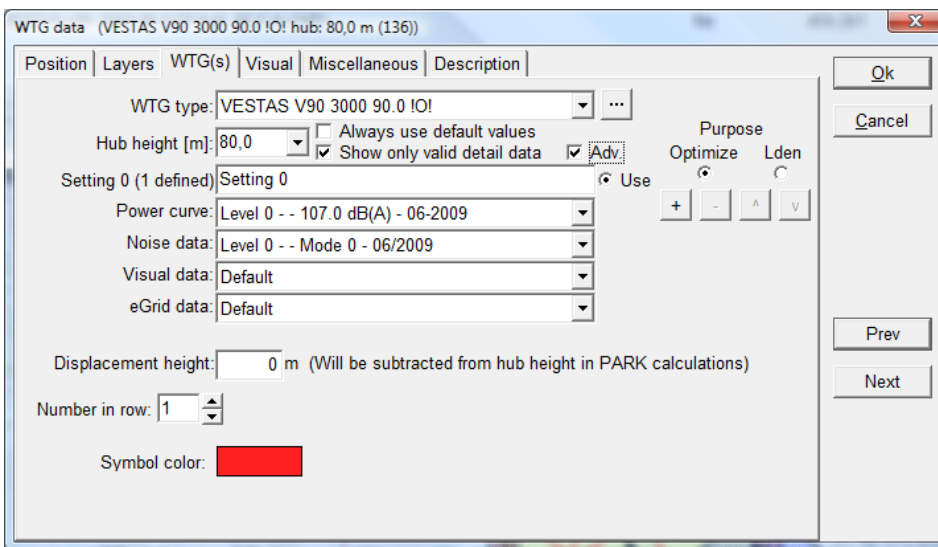 WTG data (VESTAS V90 3000 90.0 !O! hub: 80,0 m (136))
Position Layers WTG(s) Visual Miscellaneous Description
Ok
Cancel
WTG type: VESTAS V90 3000 90.0 !O! ...
Hub height [m]: 80,0
Always use default values
Show only valid detail data Adv.
Purpose
Optimize Lden
Setting 0 (1 defined) Setting 0 Use
+ - ^ v
Power curve: Level 0 - - 107.0 dB(A) - 06-2009
Noise data: Level 0 - - Mode 0 - 06/2009
Visual data: Default
eGrid data: Default
Prev
Next
Displacement height: 0 m (Will be subtracted from hub height in PARK calculations)
Number in row: 1
Symbol color: